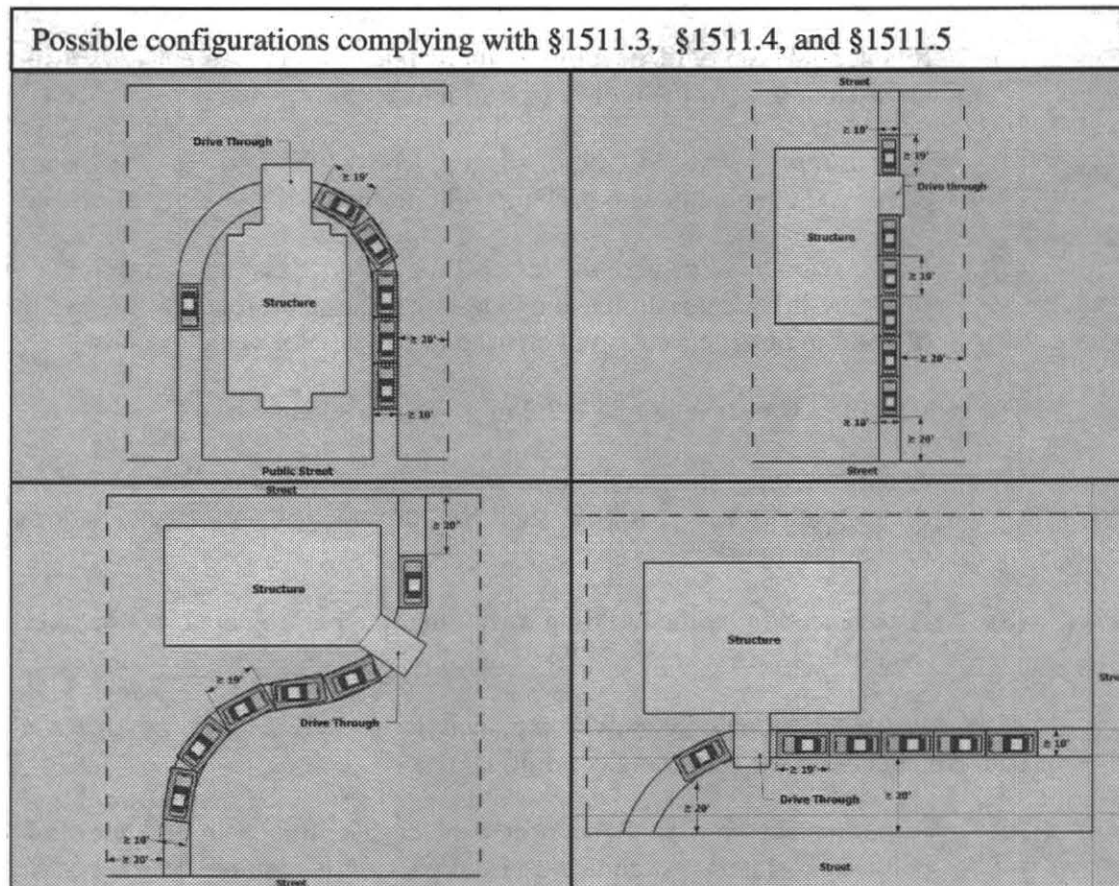 Possible configurations complying with §1511.3, §1511.4, and §1511.5
Drive Through
≥ 19'
Structure
≥ 20'
≥ 10'
Public Street
Street
≥ 10'
≥ 19'
Drive through
Structure
≥ 19'
≥ 20'
≥ 10'
≥ 20'
Street
Street
≥ 20'
Structure
≥ 19'
Drive Through
≥ 10'
≥ 20'
Street
Structure
Stre
≥ 10'
≥ 19'
≥ 20'
Drive Through
≥ 20'
Street